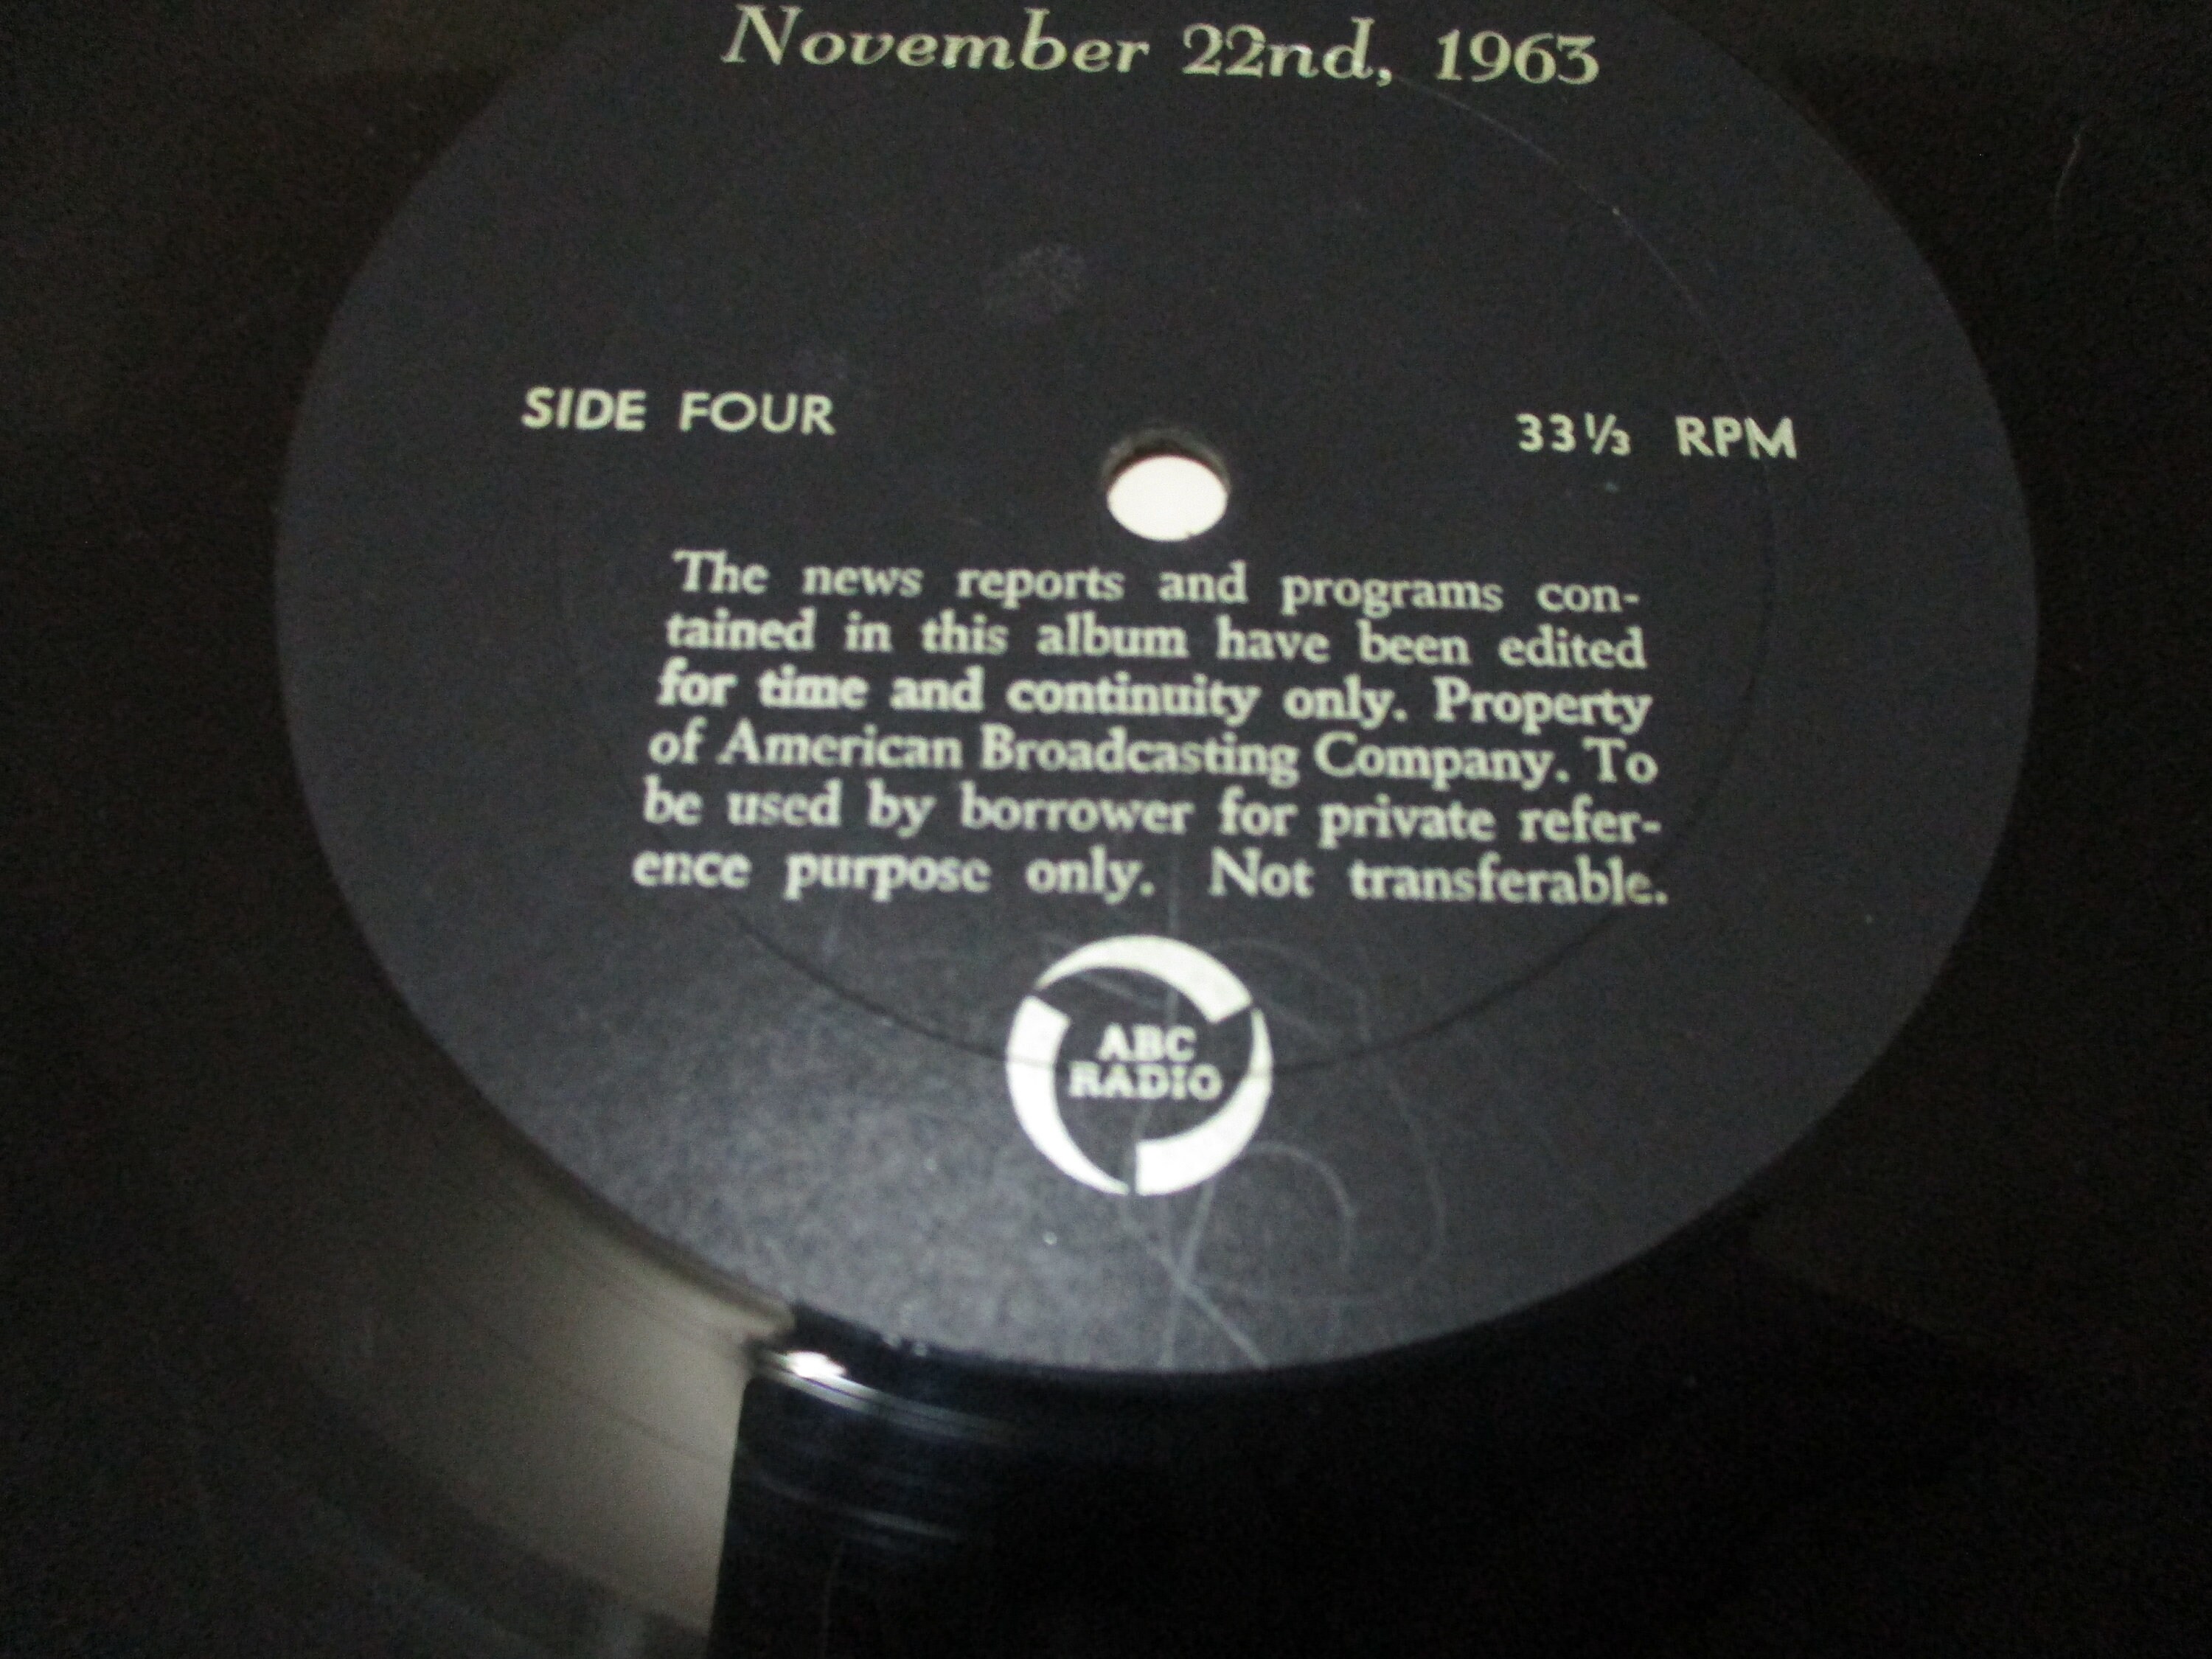 November 22nd, 1963
SIDE FOUR
33⅓ RPM
The news reports and programs con-
tained in this album have been edited
for time and continuity only. Property
of American Broadcasting Company. To
be used by borrower for private refer-
ence purpose only. Not transferable.
ABC
RADIO